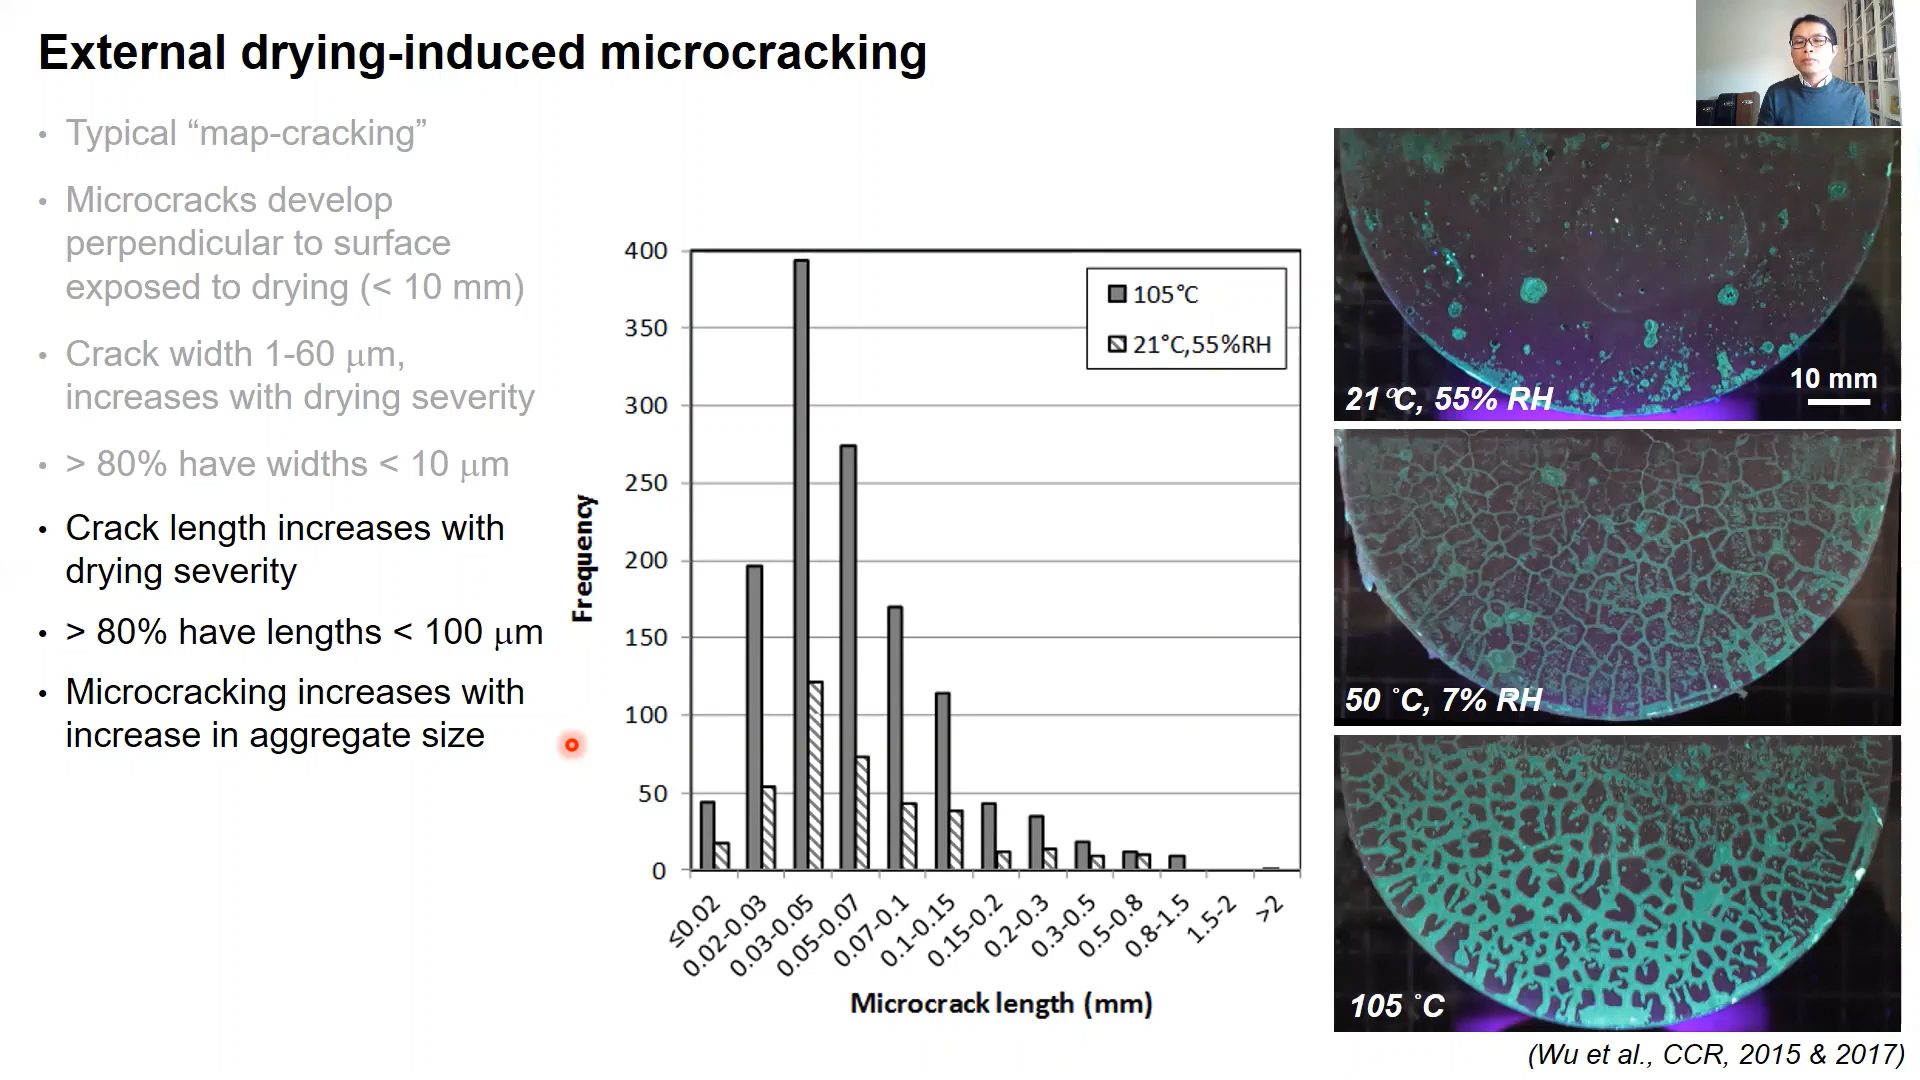 External drying-induced microcracking
• Typical “map-cracking”
• Microcracks develop
perpendicular to surface
exposed to drying (< 10 mm)
• Crack width 1-60 μm,
increases with drying severity
• > 80% have widths < 10 μm
• Crack length increases with
drying severity
• > 80% have lengths < 100 μm
• Microcracking increases with
increase in aggregate size
Frequency
400
350
300
250
200
150
100
50
0
105°C
21°C,55%RH
≤0.02
0.02-0.03
0.03-0.05
0.05-0.07
0.07-0.1
0.1-0.15
0.15-0.2
0.2-0.3
0.3-0.5
0.5-0.8
0.8-1.5
1.5-2
>2
Microcrack length (mm)
10 mm
21°C, 55% RH
50 °C, 7% RH
105 °C
(Wu et al., CCR, 2015 & 2017)